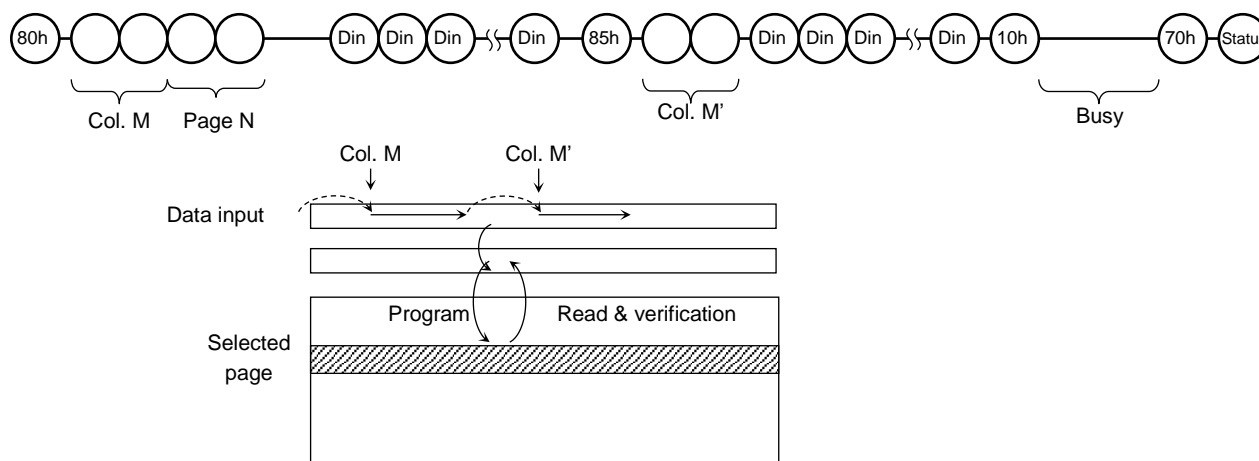 80h Din Din Din Din 85h Din Din Din Din 10h 70h Statu
Col. M Page N Col. M’ Busy
Col. M Col. M’
Data input
Program Read & verification
Selected
page